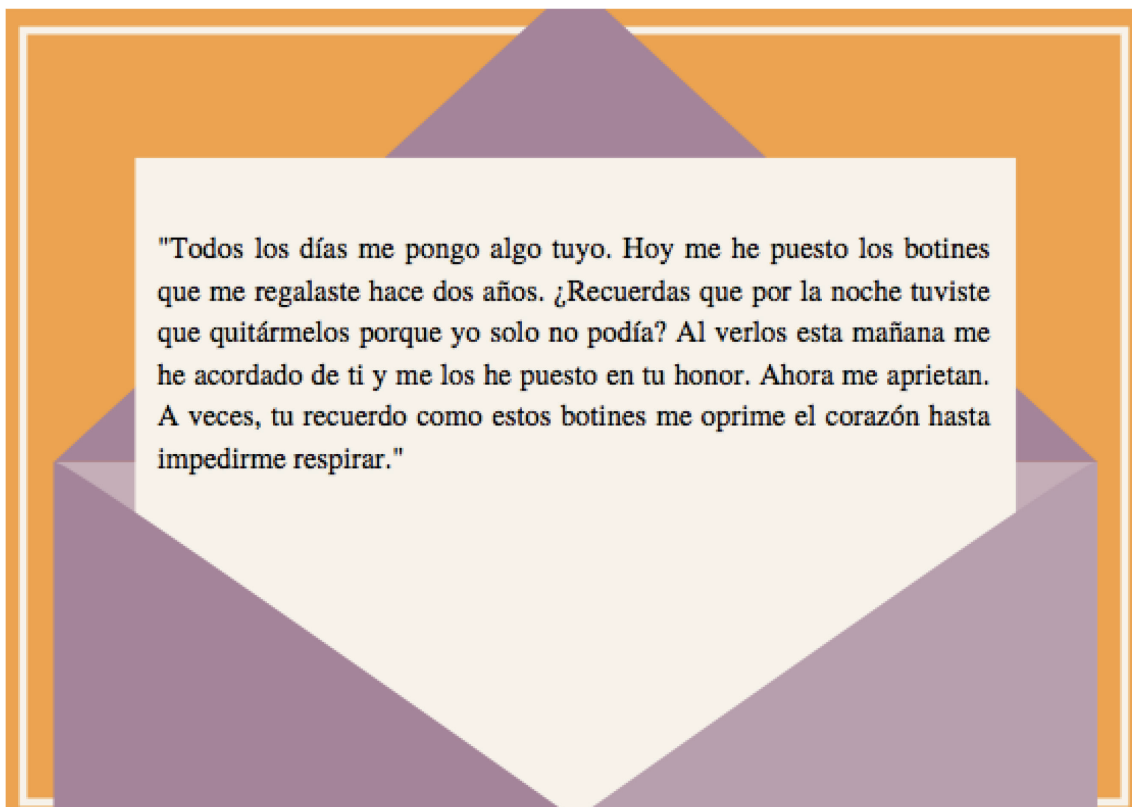 "Todos los días me pongo algo tuyo. Hoy me he puesto los botines
que me regalaste hace dos años. ¿Recuerdas que por la noche tuviste
que quitármelos porque yo solo no podía? Al verlos esta mañana me
he acordado de ti y me los he puesto en tu honor. Ahora me aprietan.
A veces, tu recuerdo como estos botines me oprime el corazón hasta
impedirme respirar."